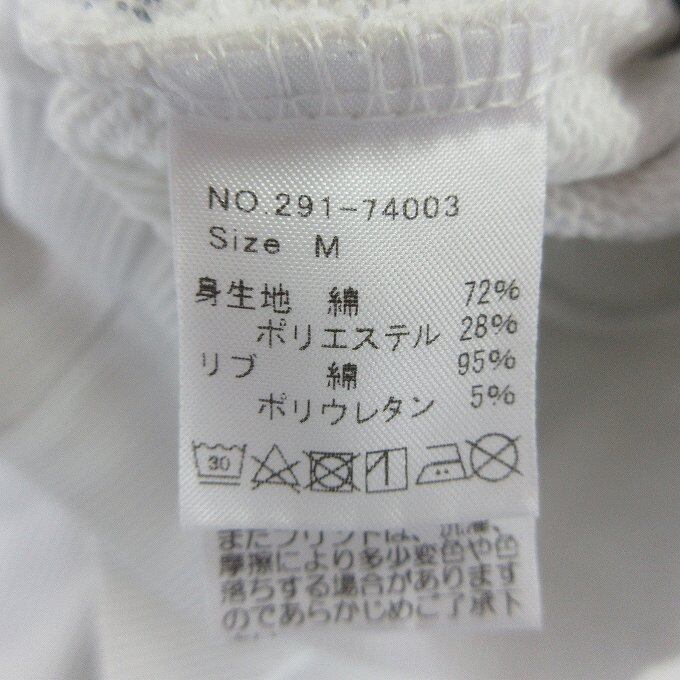 NO.291-74003
Size M
身生地 綿 72%
ポリエステル 28%
リブ 綿 95%
ポリウレタン 5%
30
またプリントは、洗濯、
摩擦により多少変色や色
落ちする場合があります
のであらかじめご了承下